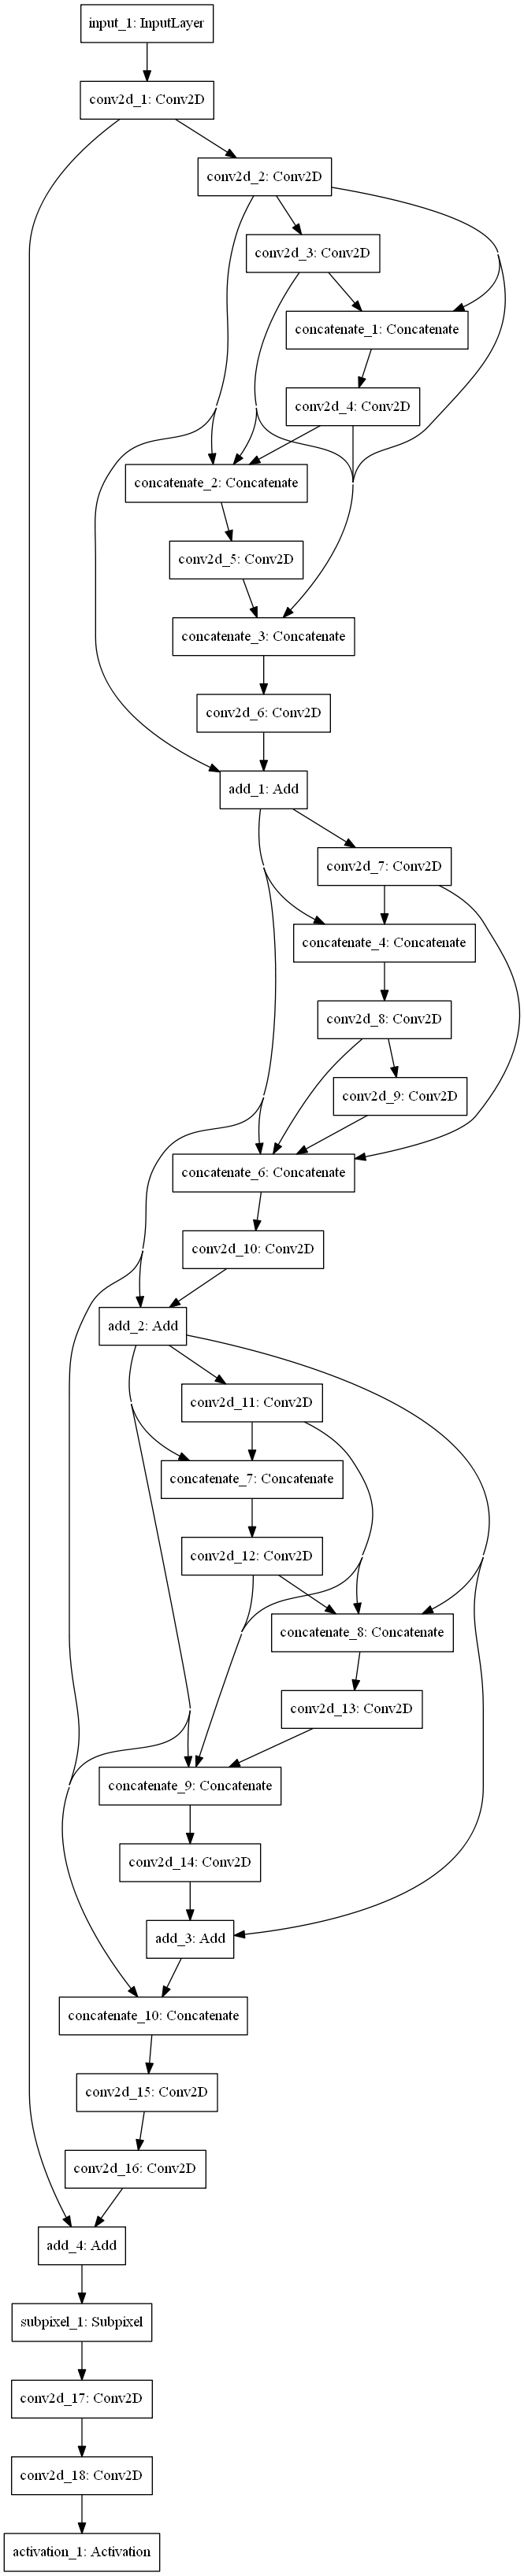 input_1: InputLayer
conv2d_1: Conv2D
conv2d_2: Conv2D
conv2d_3: Conv2D
concatenate_1: Concatenate
conv2d_4: Conv2D
concatenate_2: Concatenate
conv2d_5: Conv2D
concatenate_3: Concatenate
conv2d_6: Conv2D
add_1: Add
conv2d_7: Conv2D
concatenate_4: Concatenate
conv2d_8: Conv2D
conv2d_9: Conv2D
concatenate_6: Concatenate
conv2d_10: Conv2D
add_2: Add
conv2d_11: Conv2D
concatenate_7: Concatenate
conv2d_12: Conv2D
concatenate_8: Concatenate
conv2d_13: Conv2D
concatenate_9: Concatenate
conv2d_14: Conv2D
add_3: Add
concatenate_10: Concatenate
conv2d_15: Conv2D
conv2d_16: Conv2D
add_4: Add
subpixel_1: Subpixel
conv2d_17: Conv2D
conv2d_18: Conv2D
activation_1: Activation